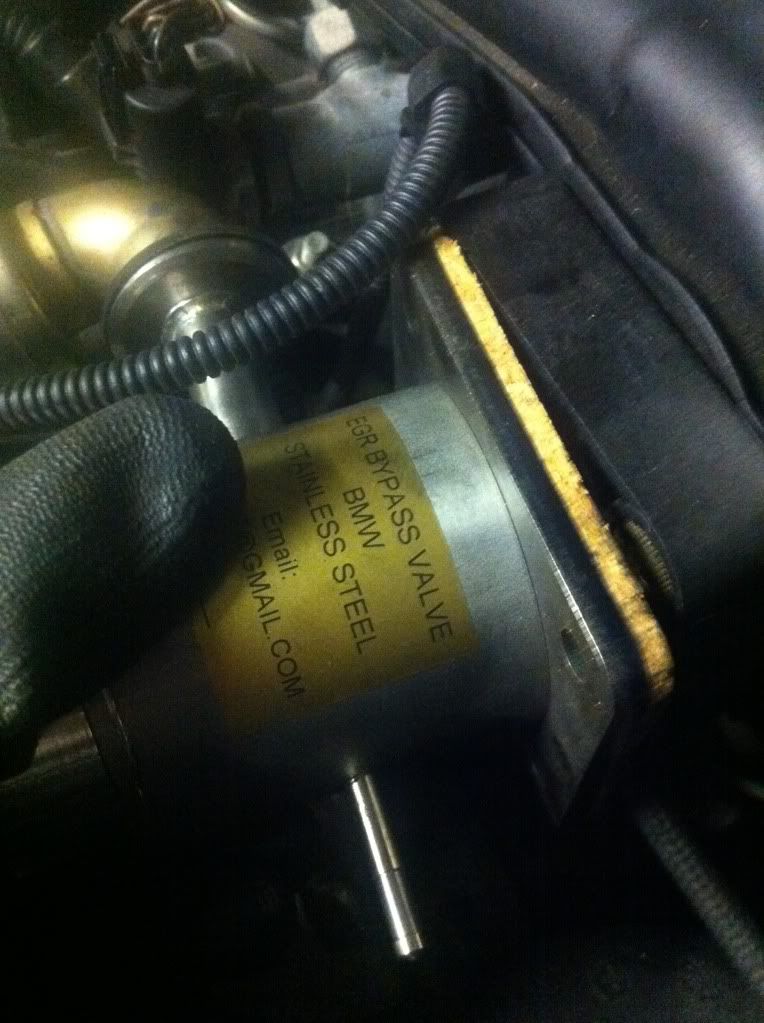 EGR BYPASS VALVE
BMW
STAINLESS STEEL
Email:
@GMAIL.COM